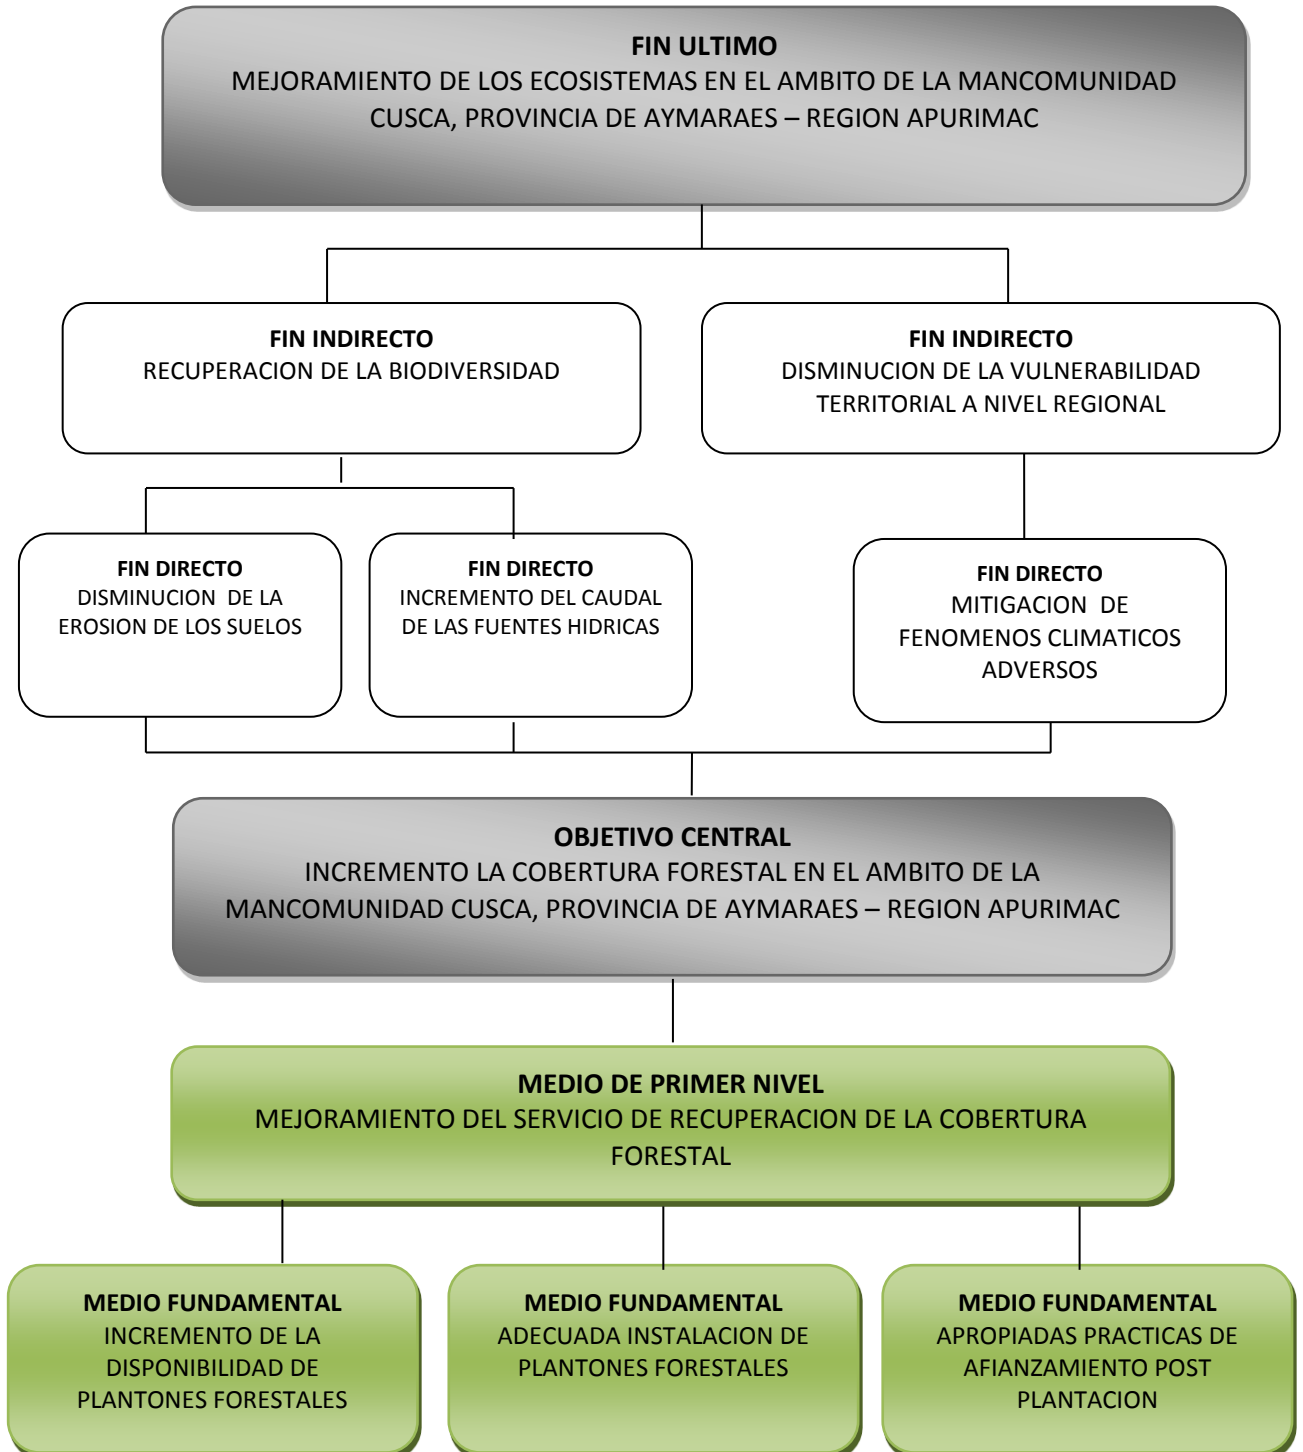 FIN ULTIMO
MEJORAMIENTO DE LOS ECOSISTEMAS EN EL AMBITO DE LA MANCOMUNIDAD
CUSCA, PROVINCIA DE AYMARAES – REGION APURIMAC
FIN INDIRECTO
RECUPERACION DE LA BIODIVERSIDAD
FIN INDIRECTO
DISMINUCION DE LA VULNERABILIDAD
TERRITORIAL A NIVEL REGIONAL
FIN DIRECTO
DISMINUCION  DE LA
EROSION DE LOS SUELOS
FIN DIRECTO
INCREMENTO DEL CAUDAL
DE LAS FUENTES HIDRICAS
FIN DIRECTO
MITIGACION  DE
FENOMENOS CLIMATICOS
ADVERSOS
OBJETIVO CENTRAL
INCREMENTO LA COBERTURA FORESTAL EN EL AMBITO DE LA
MANCOMUNIDAD CUSCA, PROVINCIA DE AYMARAES – REGION APURIMAC
MEDIO DE PRIMER NIVEL
MEJORAMIENTO DEL SERVICIO DE RECUPERACION DE LA COBERTURA
FORESTAL
MEDIO FUNDAMENTAL
INCREMENTO DE LA
DISPONIBILIDAD DE
PLANTONES FORESTALES
MEDIO FUNDAMENTAL
ADECUADA INSTALACION DE
PLANTONES FORESTALES
MEDIO FUNDAMENTAL
APROPIADAS PRACTICAS DE
AFIANZAMIENTO POST
PLANTACION